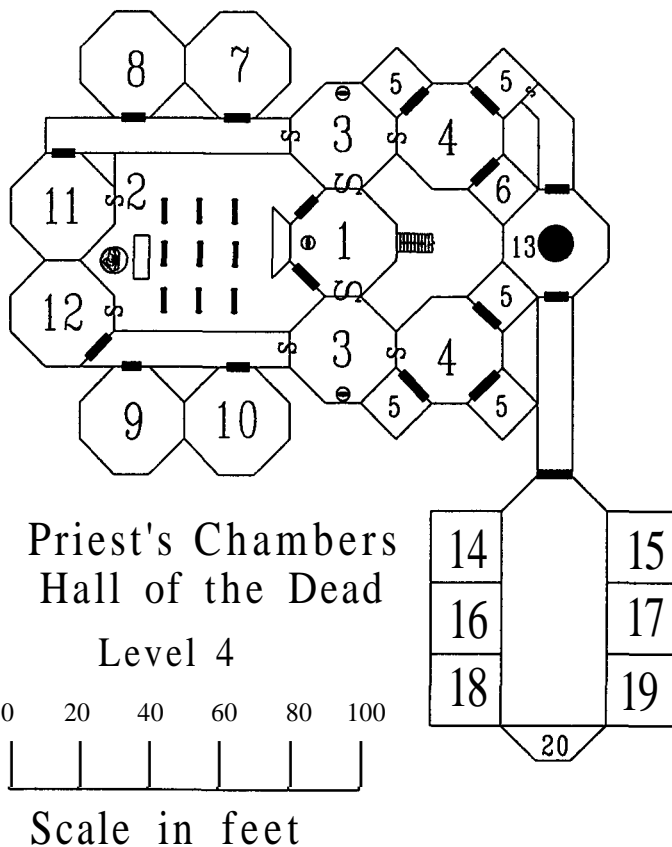 8 7
5 5
3 S 4 s
S
11 S 2 S 6
1 13
12 S S 5
S 3 S 4
9 10 5 5
Priest's Chambers
Hall of the Dead
Level 4
14 15
16 17
18 19
20
0 20 40 60 80 100
Scale in feet